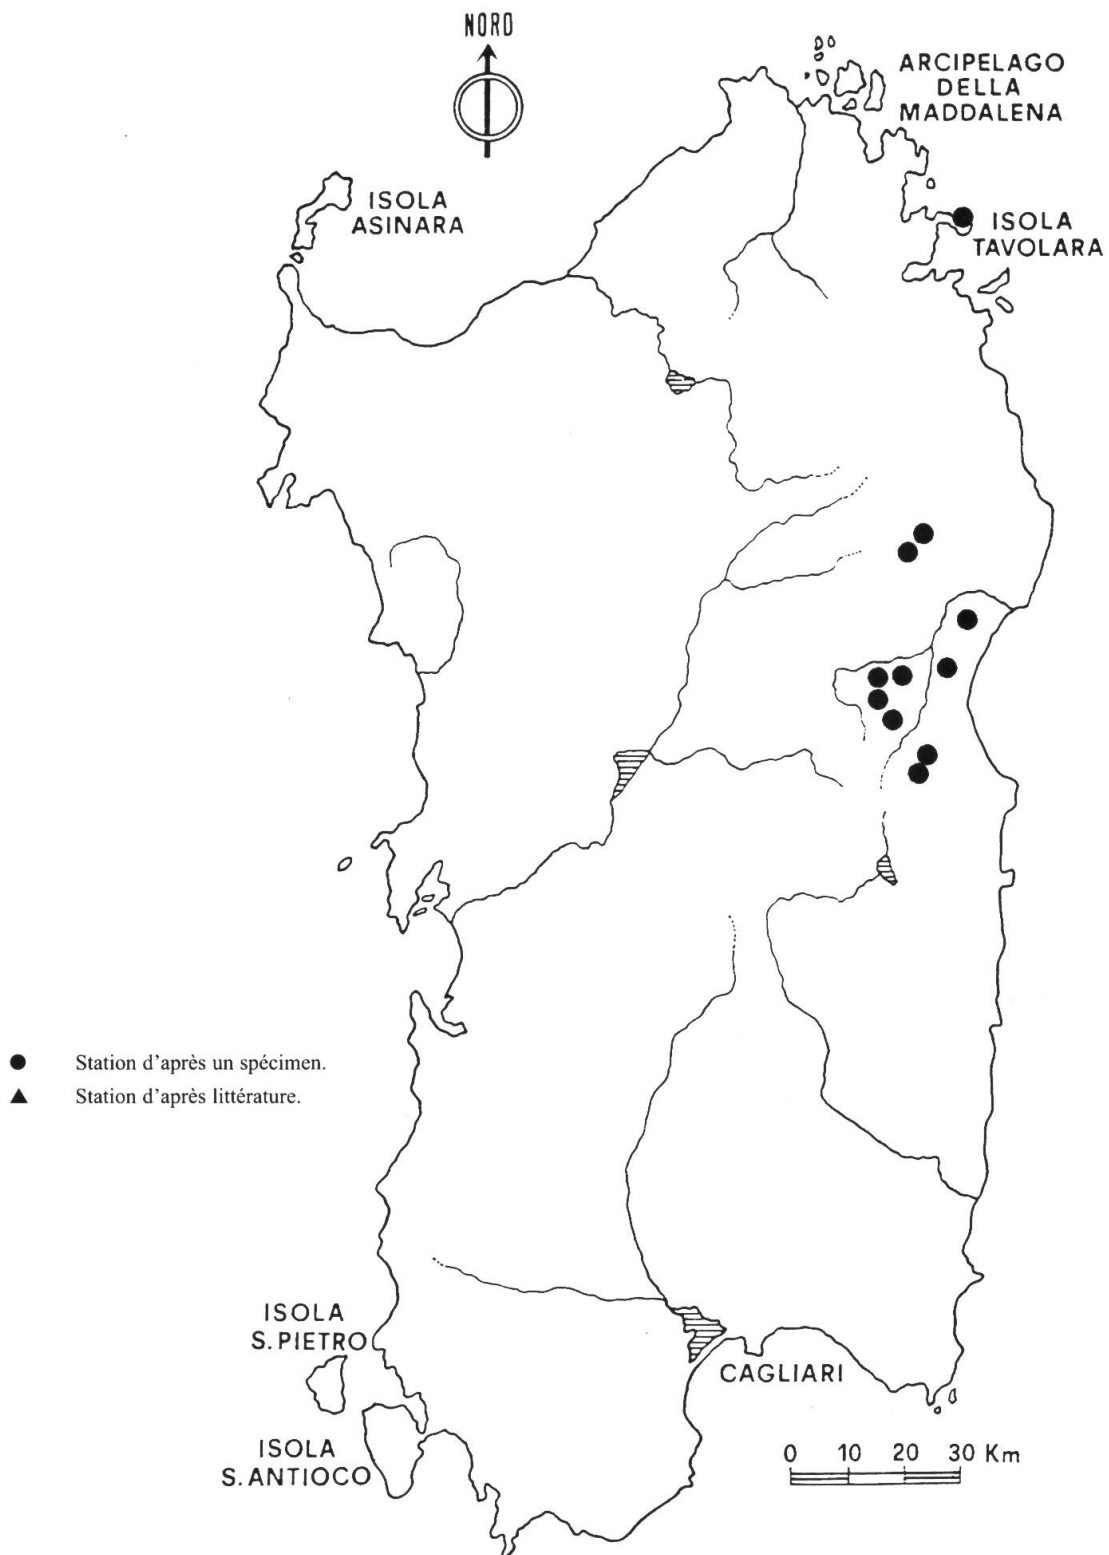 NORD
ARCIPELAGO
DELLA
MADDALENA
ISOLA
ASINARA
ISOLA
TAVOLARA
Station d'après un spécimen.
Station d'après littérature.
ISOLA
S. PIETRO
CAGLIARI
ISOLA
S. ANTIOCO
0 10 20 30 Km